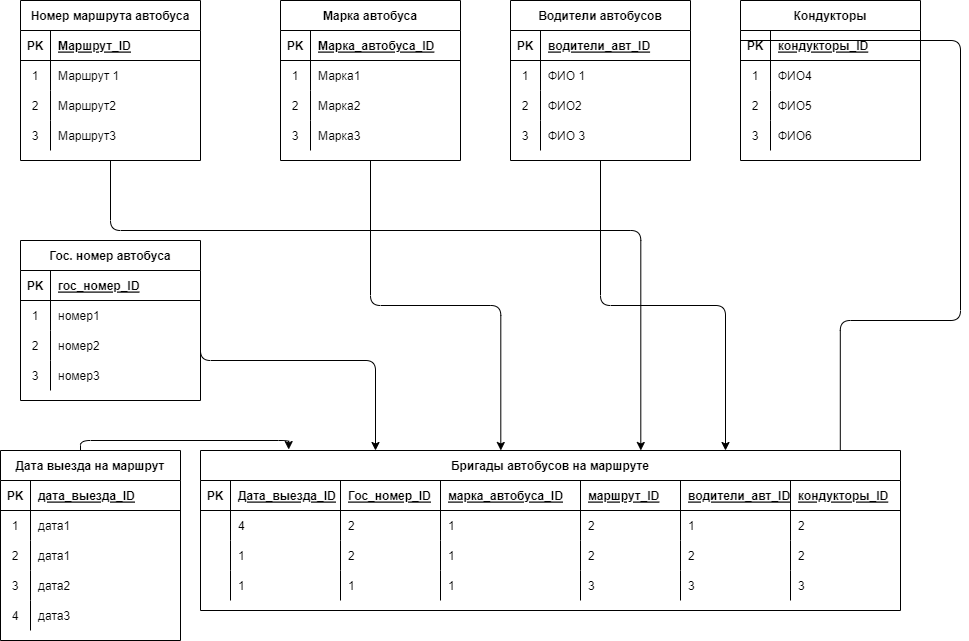 Номер маршрута автобуса
PK Маршрут_ID
1 Маршрут 1
2 Маршрут2
3 Маршрут3
Марка автобуса
PK Марка_автобуса_ID
1 Марка1
2 Марка2
3 Марка3
Водители автобусов
PK водители_авт_ID
1 ФИО 1
2 ФИО2
3 ФИО 3
Кондукторы
PK кондукторы_ID
1 ФИО4
2 ФИО5
3 ФИО6
Гос. номер автобуса
PK гос_номер_ID
1 номер1
2 номер2
3 номер3
Дата выезда на маршрут
PK дата_выезда_ID
1 дата1
2 дата1
3 дата2
4 дата3
Бригады автобусов на маршруте
PK Дата_выезда_ID Гос_номер_ID марка_автобуса_ID маршрут_ID водители_авт_ID кондукторы_ID
4 2 1 2 1 2
1 2 1 2 2 2
1 1 1 3 3 3